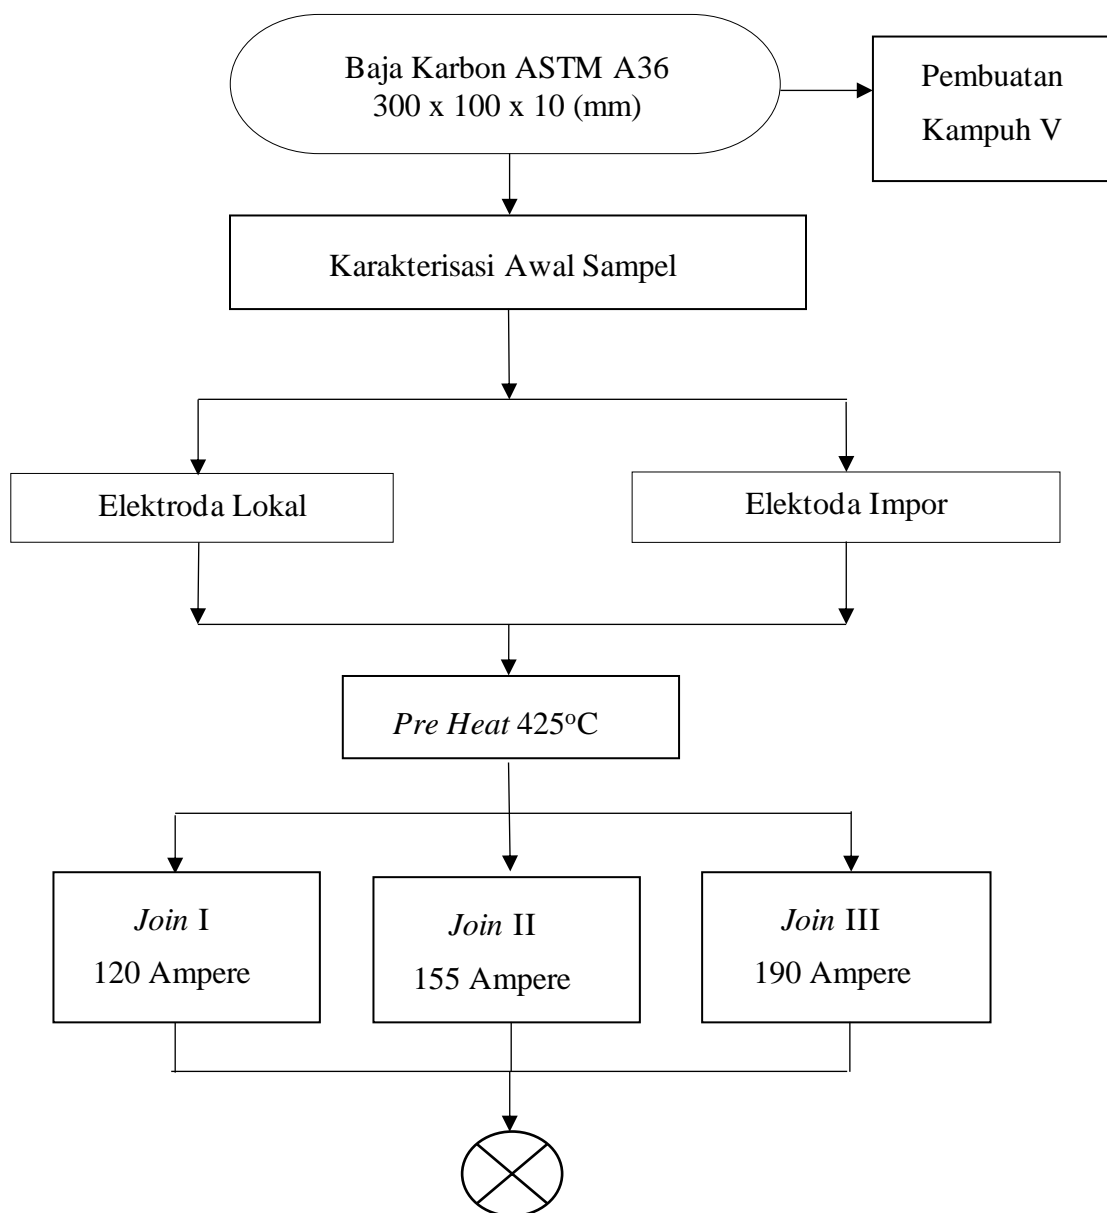 Baja Karbon ASTM A36
300 x 100 x 10 (mm)
Pembuatan
Kampuh V
Karakterisasi Awal Sampel
Elektroda Lokal
Elektoda Impor
Pre Heat 425°C
Join I
120 Ampere
Join II
155 Ampere
Join III
190 Ampere